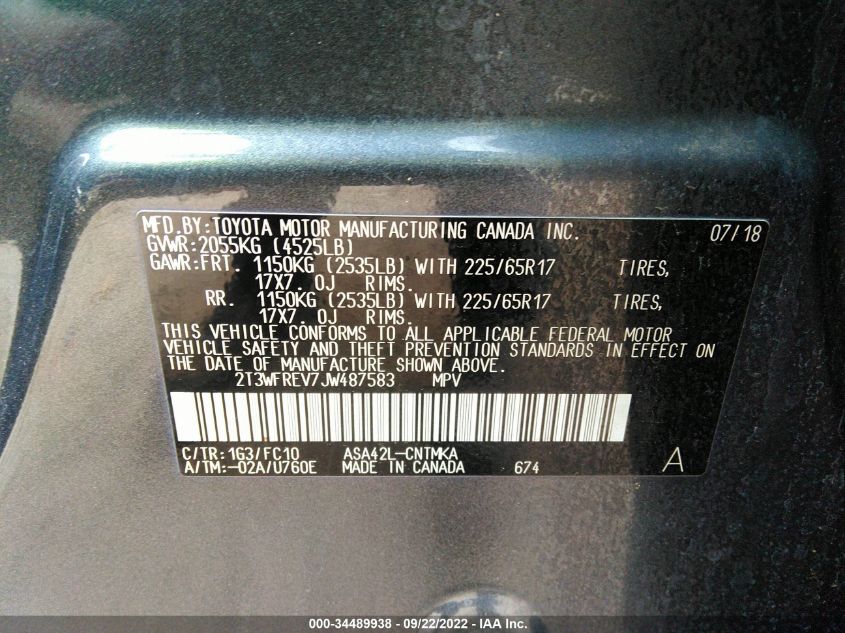 MFD.BY:TOYOTA MOTOR MANUFACTURING CANADA INC. 07/18
GVWR:2055KG (4525LB)
GAWR:FRT. 1150KG (2535LB) WITH 225/65R17 TIRES,
17X7.0J RIMS.
RR. 1150KG (2535LB) WITH 225/65R17 TIRES,
17X7.0J RIMS.
THIS VEHICLE CONFORMS TO ALL APPLICABLE FEDERAL MOTOR
VEHICLE SAFETY AND THEFT PREVENTION STANDARDS IN EFFECT ON
THE DATE OF MANUFACTURE SHOWN ABOVE.
2T3WFREV7JW487583 MPV
C/TR:1G3/FC10 ASA42L-CNTMKA
A/TM:-02A/U760E MADE IN CANADA 674 A
000-34489938 - 09/22/2022 - IAA Inc.